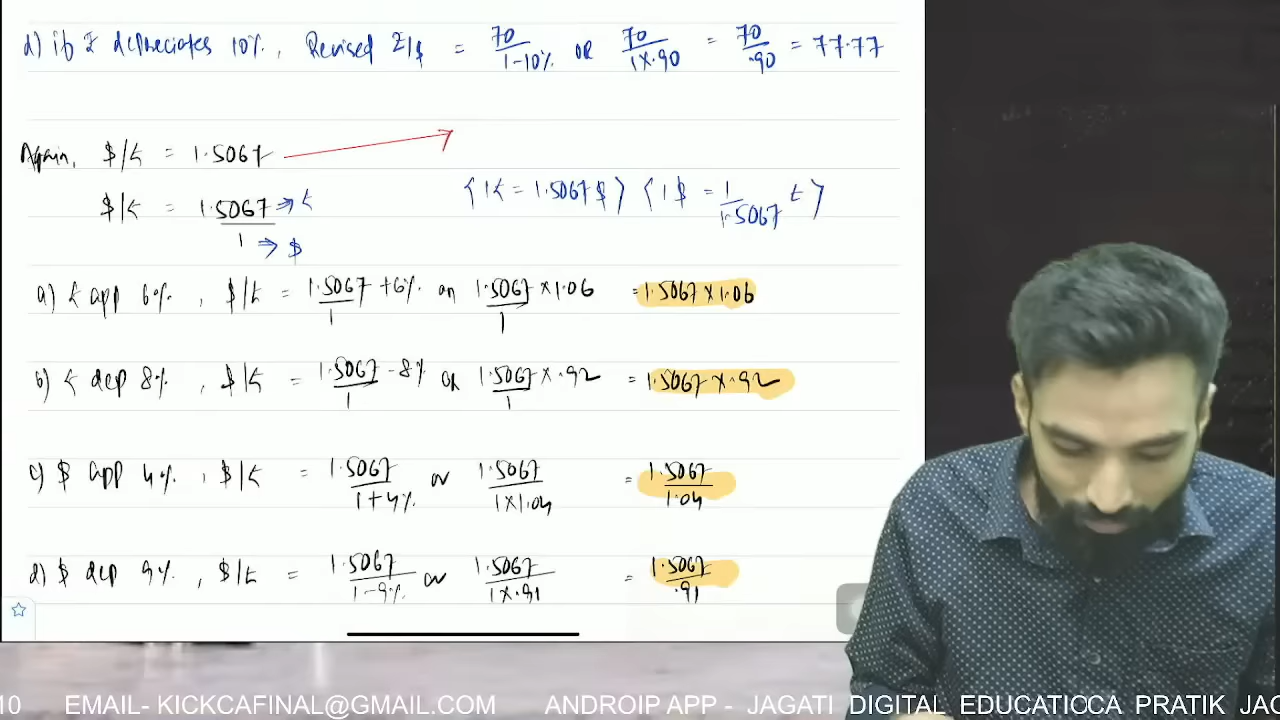 d) if ₹ depreciates 10%, Revised ₹/$ = 70/1-10% or 70/1×.90 = 70/.90 = 77.77
Again, $/£ = 1.5067
$/£ = 1.5067 ⇒ £
1 ⇒ $
{1£ = 1.5067$} {1$ = 1/1.5067 £}
a) £ app 6%, $/£ = 1.5067/1 +6% or 1.5067/1 ×1.06 = 1.5067×1.06
b) £ dep 8%, $/£ = 1.5067/1 -8% or 1.5067/1 ×.92 = 1.5067×.92
c) $ app 4%, $/£ = 1.5067/1+4% or 1.5067/1×1.04 = 1.5067/1.04
d) $ dep 9%, $/£ = 1.5067/1-9% or 1.5067/1×.91 = 1.5067/.91
10 EMAIL- KICKCAFINAL@GMAIL.COM ANDROIP APP - JAGATI DIGITAL EDUCATIOCA PRATIK JAG